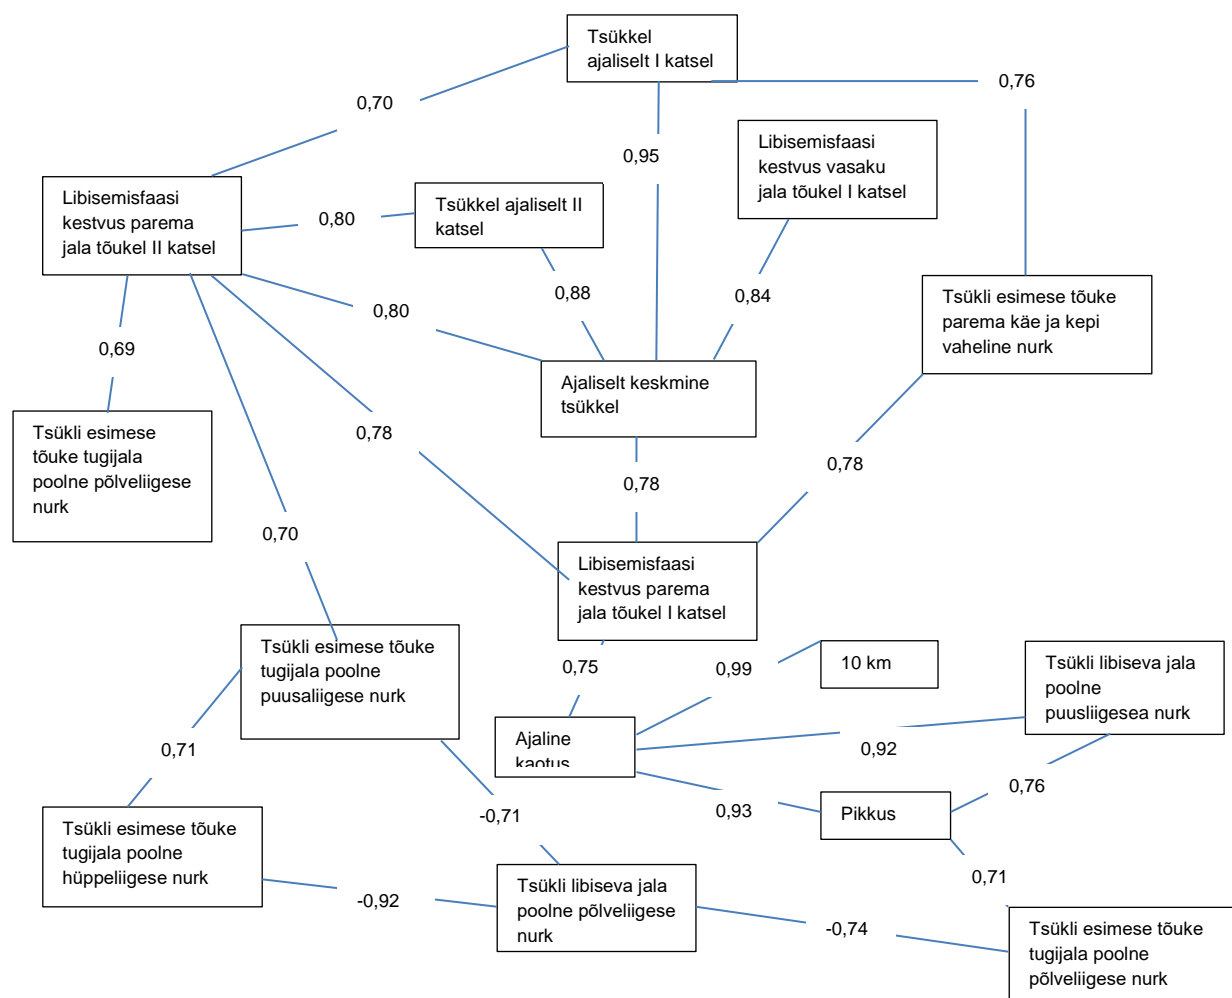 Tsükkel
ajaliselt I katsel
0,76
0,70
Libisemisfaasi
kestvus vasaku
jala tõukel I katsel
0,95
Libisemisfaasi
kestvus parema
jala tõukel II katsel
Tsükkel ajaliselt II
katsel
0,80
0,88
0,84
Tsükli esimese tõuke
parema käe ja kepi
vaheline nurk
0,80
0,69
Ajaliselt keskmine
tsükkel
Tsükli esimese
tõuke tugijala
poolne põlveliigese
nurk
0,78
0,78
0,78
0,70
Libisemisfaasi
kestvus parema
jala tõukel I katsel
Tsükli esimese tõuke
tugijala poolne
puusaliigese nurk
0,75
0,99
10 km
Tsükli libiseva jala
poolne
puusliigesea nurk
0,71
Ajaline
kaotus
0,92
0,76
0,93
Pikkus
-0,71
Tsükli esimese tõuke
tugijala poolne
hüppeliigese nurk
0,71
-0,92
Tsükli libiseva jala
poolne põlveliigese
nurk
-0,74
Tsükli esimese tõuke
tugijala poolne
põlveliigese nurk